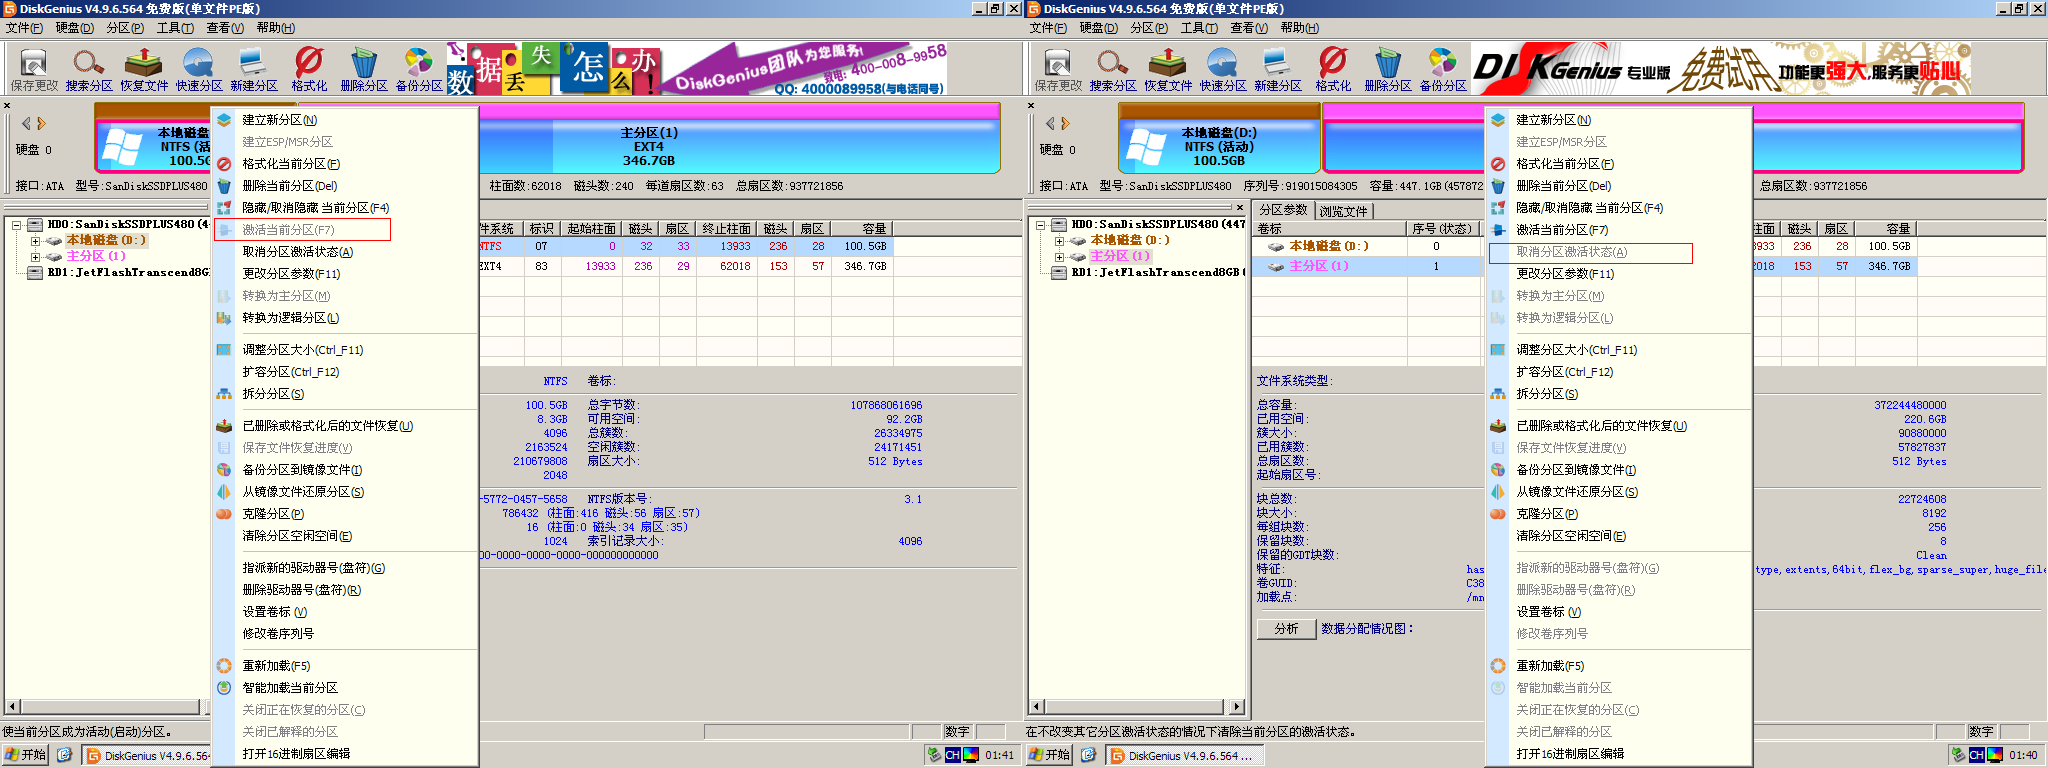 DiskGenius V4.9.6.564 免费版(单文件PE版)
文件(F) 硬盘(D) 分区(P) 工具(T) 查看(V) 帮助(H)
保存更改 搜索分区 恢复文件 快速分区 新建分区 格式化 删除分区 备份分区
数据丢失怎么办!
DiskGenius团队为您服务!
致电: 400-008-9958
QQ: 4000089958(与电话同号)
硬盘 0
本地磁盘
NTFS (活
100.5G
主分区(1)
EXT4
346.7GB
接口:ATA 型号:SanDiskSSDPLUS480 柱面数:62018 磁头数:240 每道扇区数:63 总扇区数:937721856
HD0:SanDiskSSDPLUS480(4
本地磁盘(D:)
主分区(1)
RD1:JetFlashTranscend8G
建立新分区(N)
建立ESP/MSR分区
格式化当前分区(F)
删除当前分区(Del)
隐藏/取消隐藏 当前分区(F4)
激活当前分区(F7)
取消分区激活状态(A)
更改分区参数(F11)
转换为主分区(M)
转换为逻辑分区(L)
调整分区大小(Ctrl_F11)
扩容分区(Ctrl_F12)
拆分分区(S)
已删除或格式化后的文件恢复(U)
保存文件恢复进度(V)
备份分区到镜像文件(I)
从镜像文件还原分区(S)
克隆分区(P)
清除分区空闲空间(E)
指派新的驱动器号(盘符)(G)
删除驱动器号(盘符)(R)
设置卷标 (V)
修改卷序列号
重新加载(F5)
智能加载当前分区
关闭正在恢复的分区(C)
关闭已解释的分区
打开16进制扇区编辑
件系统 标识 起始柱面 磁头 扇区 终止柱面 磁头 扇区 容量
NTFS 07 0 32 33 13933 236 28 100.5GB
EXT4 83 13933 236 29 62018 153 57 346.7GB
NTFS 卷标:
100.5GB 总字节数: 107868061696
8.3GB 可用空间: 92.2GB
4096 总簇数: 26334975
2163524 空闲簇数: 24171451
210679808 扇区大小: 512 Bytes
2048
-5772-0457-5658 NTFS版本号: 3.1
786432 (柱面:416 磁头:56 扇区:57)
16 (柱面:0 磁头:34 扇区:35)
1024 索引记录大小: 4096
00-0000-0000-0000-000000000000
使当前分区成为活动(启动)分区。 数字
开始 DiskGenius V4.9.6.56 CH 01:41
DiskGenius V4.9.6.564 免费版(单文件PE版)
文件(F) 硬盘(D) 分区(P) 工具(T) 查看(V) 帮助(H)
保存更改 搜索分区 恢复文件 快速分区 新建分区 格式化 删除分区 备份分区
DISKGenius 专业版 免费试用 功能更强大,服务更贴心
硬盘 0
本地磁盘(D:)
NTFS (活动)
100.5GB
接口:ATA 型号:SanDiskSSDPLUS480 序列号:919015084305 容量:447.1GB(457872 总扇区数:937721856
HD0:SanDiskSSDPLUS480(447
本地磁盘(D:)
主分区(1)
RD1:JetFlashTranscend8GB(
分区参数 浏览文件
卷标 序号(状态) 柱面 磁头 扇区 容量
本地磁盘(D:) 0 3933 236 28 100.5GB
主分区(1) 1 2018 153 57 346.7GB
建立新分区(N)
建立ESP/MSR分区
格式化当前分区(F)
删除当前分区(Del)
隐藏/取消隐藏 当前分区(F4)
激活当前分区(F7)
取消分区激活状态(A)
更改分区参数(F11)
转换为主分区(M)
转换为逻辑分区(L)
调整分区大小(Ctrl_F11)
扩容分区(Ctrl_F12)
拆分分区(S)
已删除或格式化后的文件恢复(U)
保存文件恢复进度(V)
备份分区到镜像文件(I)
从镜像文件还原分区(S)
克隆分区(P)
清除分区空闲空间(E)
指派新的驱动器号(盘符)(G)
删除驱动器号(盘符)(R)
设置卷标 (V)
修改卷序列号
重新加载(F5)
智能加载当前分区
关闭正在恢复的分区(C)
关闭已解释的分区
打开16进制扇区编辑
文件系统类型:
总容量: 372244480000
已用空间: 220.6GB
簇大小: 90880000
已用簇数: 57827837
总扇区数: 512 Bytes
起始扇区号:
块总数: 22724608
块大小: 8192
每组块数: 256
保留块数: 8
保留的GDT块数: Clean
特征: has type, extents, 64bit, flex_bg, sparse_super, huge_file
卷GUID: C38
加载点: /mn
分析 数据分配情况图:
在不改变其它分区激活状态的情况下清除当前分区的激活状态。 数字
开始 DiskGenius V4.9.6.564 ... CH 01:40